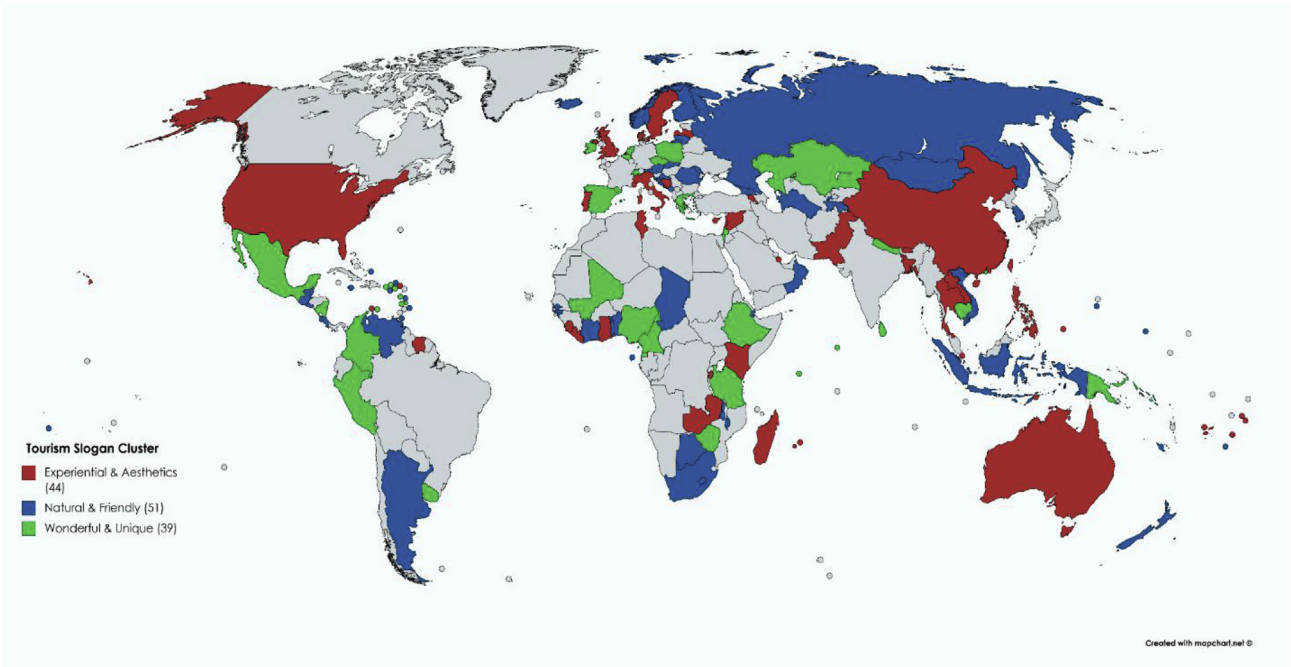 Tourism Slogan Cluster
Experiential & Aesthetics
(44)
Natural & Friendly (51)
Wonderful & Unique (39)
Created with mapchart.net ©